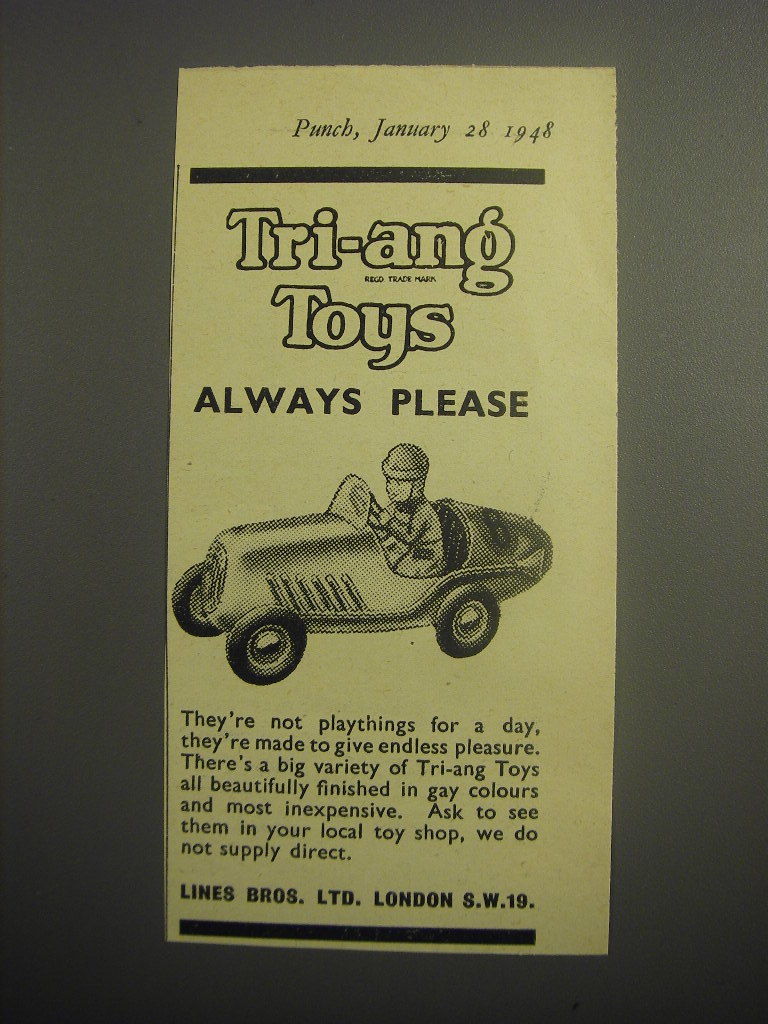 Punch, January 28 1948
Tri-ang
REGD. TRADE MARK
Toys
ALWAYS PLEASE
They're not playthings for a day,
they're made to give endless pleasure.
There's a big variety of Tri-ang Toys
all beautifully finished in gay colours
and most inexpensive. Ask to see
them in your local toy shop, we do
not supply direct.
LINES BROS. LTD. LONDON S.W.19.